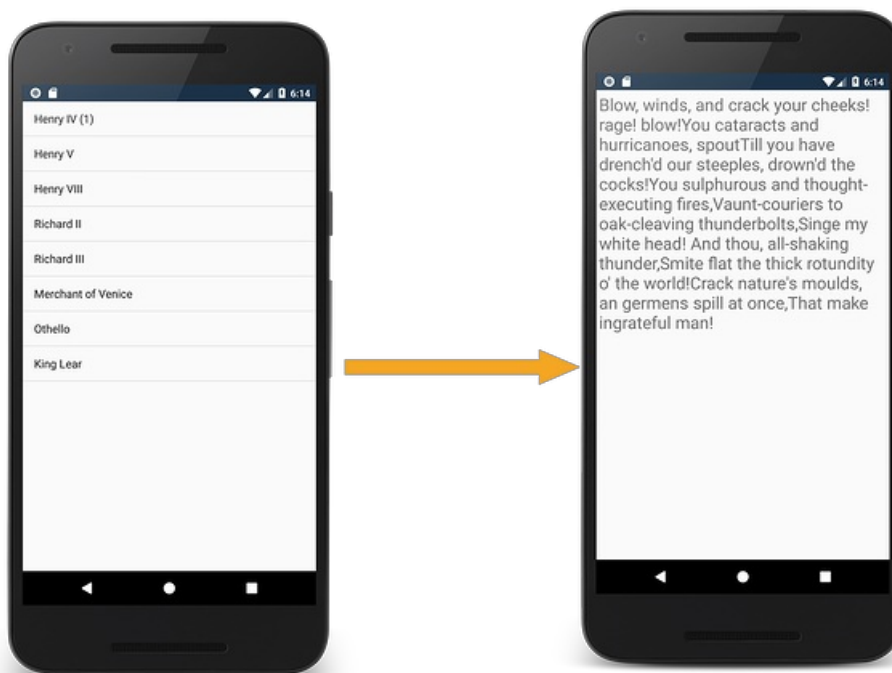 6:14
Henry IV (1)
Henry V
Henry VIII
Richard II
Richard III
Merchant of Venice
Othello
King Lear
6:14
Blow, winds, and crack your cheeks!
rage! blow!You cataracts and
hurricanoes, spoutTill you have
drench'd our steeples, drown'd the
cocks!You sulphurous and thought-
executing fires,Vaunt-couriers to
oak-cleaving thunderbolts,Singe my
white head! And thou, all-shaking
thunder,Smite flat the thick rotundity
o' the world!Crack nature's moulds,
an germens spill at once,That make
ingrateful man!